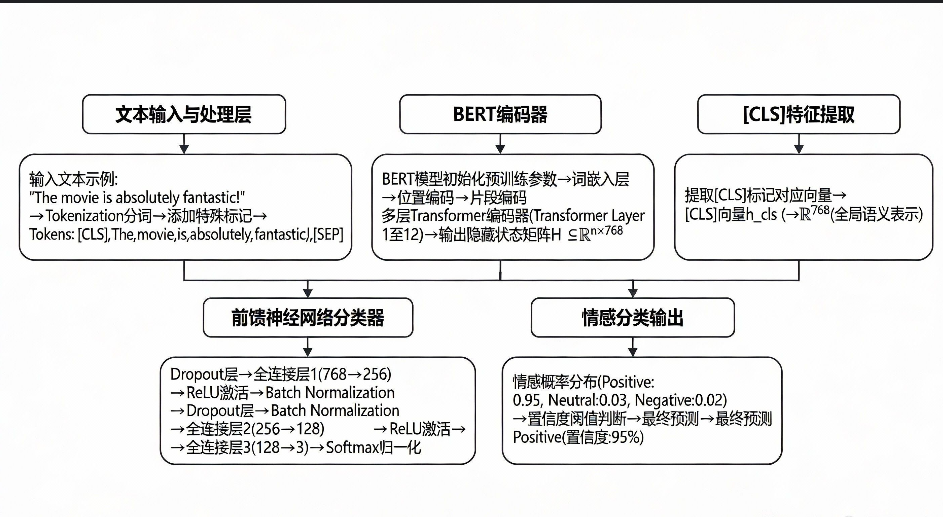 文本输入与处理层
输入文本示例:
"The movie is absolutely fantastic!"
→Tokenization分词→添加特殊标记→
Tokens: [CLS],The,movie,is,absolutely,fantastic),[SEP]
BERT编码器
BERT模型初始化预训练参数→词嵌入层
→位置编码→片段编码
多层Transformer编码器(Transformer Layer
1至12)→输出隐藏状态矩阵H ⊆ℝⁿˣ⁷⁶⁸
[CLS]特征提取
提取[CLS]标记对应向量→
[CLS]向量h_cls (→ℝ⁷⁶⁸(全局语义表示)
前馈神经网络分类器
Dropout层→全连接层1(768→256)
→ReLU激活→Batch Normalization
→Dropout层→Batch Normalization
→全连接层2(256→128) →ReLU激活→
→全连接层3(128→3)→Softmax归一化
情感分类输出
情感概率分布(Positive:
0.95, Neutral:0.03, Negative:0.02)
→置信度阈值判断→最终预测→最终预测
Positive(置信度:95%)